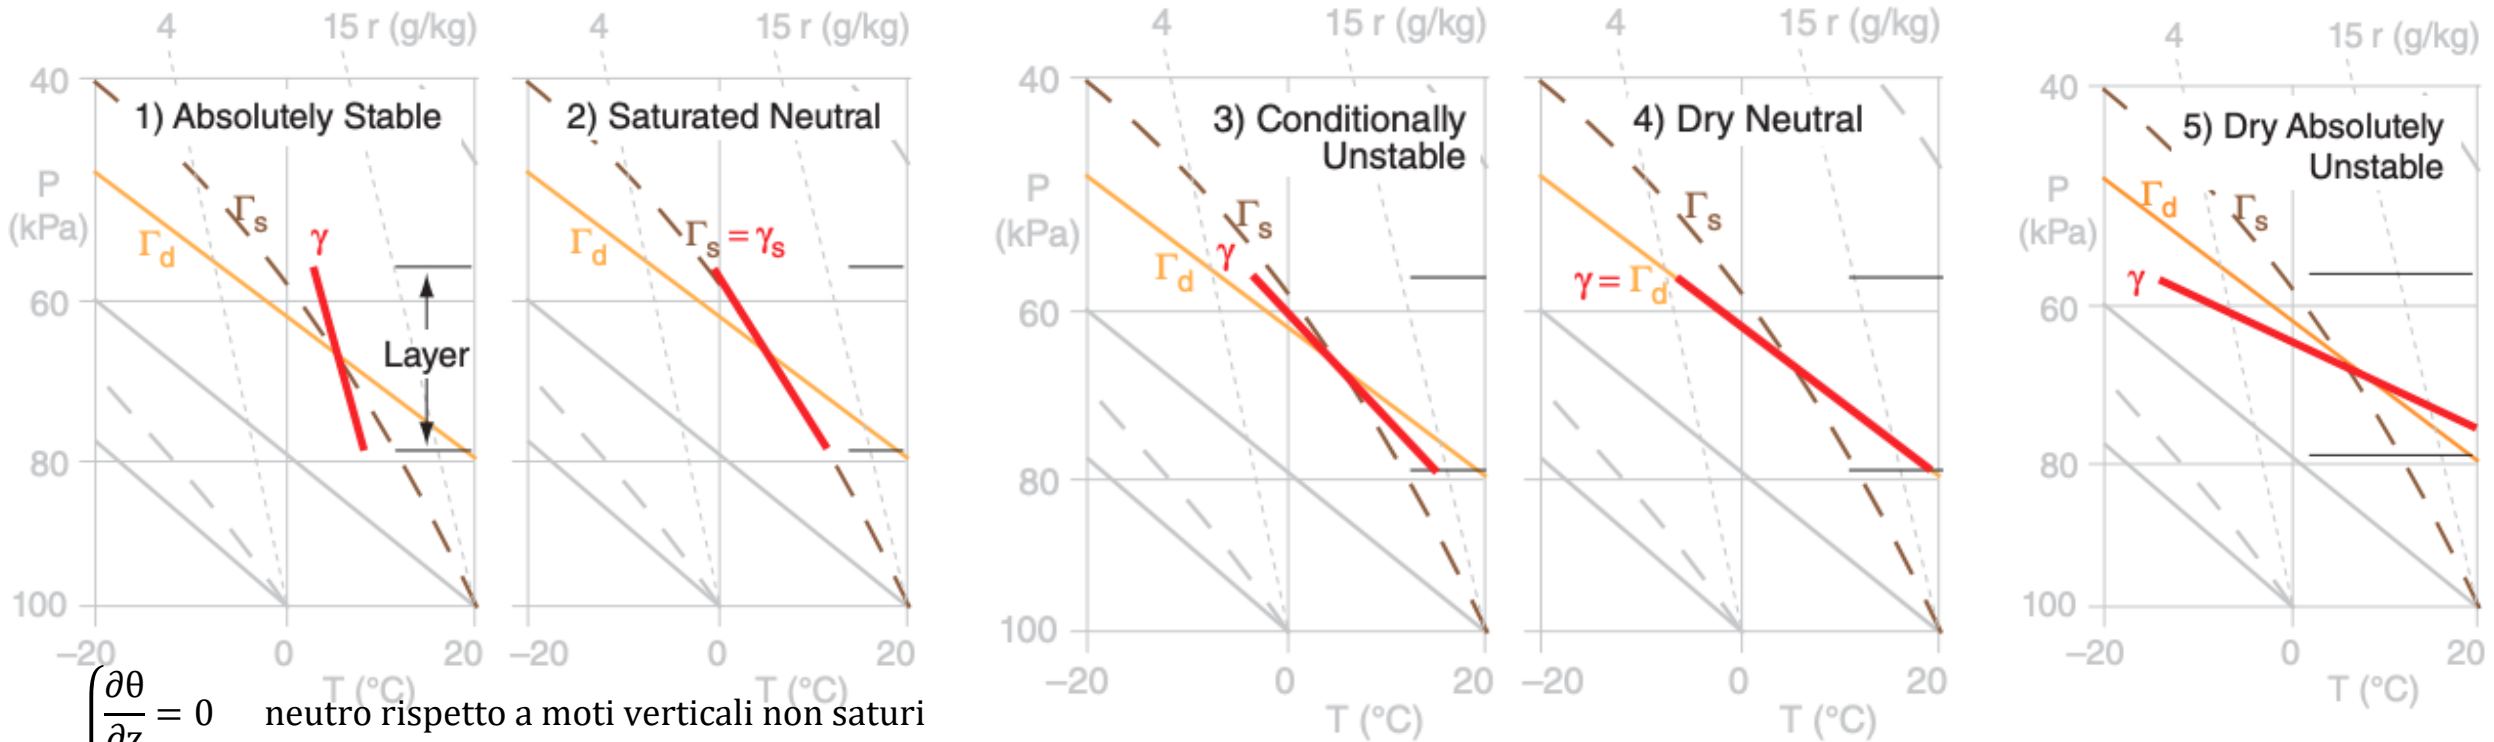 4 15 r (g/kg)
40
1) Absolutely Stable
P
(kPa)
Γs
Γd
γ
60
Layer
80
100
–20 0 20
T (°C)
4 15 r (g/kg)
2) Saturated Neutral
Γd
Γs = γs
–20 0 20
T (°C)
4 15 r (g/kg)
40
3) Conditionally
Unstable
P
(kPa)
Γs
γ
Γd
60
80
100
–20 0 20
T (°C)
4 15 r (g/kg)
4) Dry Neutral
Γs
γ = Γd
–20 0 20
T (°C)
4 15 r (g/kg)
40
5) Dry Absolutely
Unstable
P
(kPa)
Γd
Γs
γ
60
80
100
–20 0 20
T (°C)
∂θ
∂z = 0 neutro rispetto a moti verticali non saturi